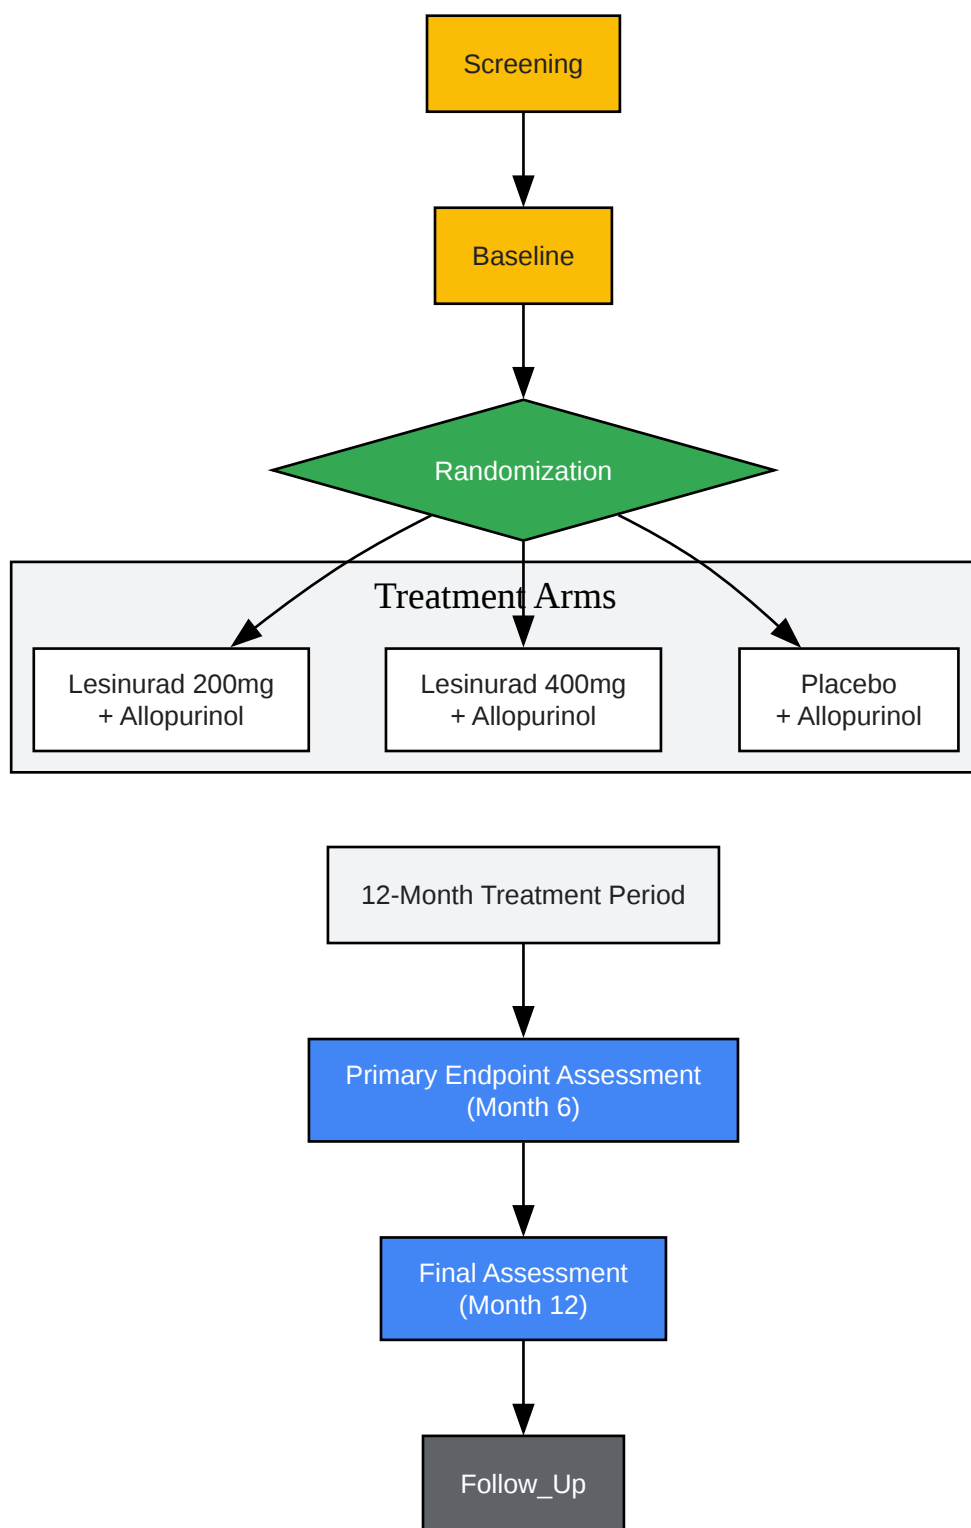 Screening
Baseline
Randomization
Treatment Arms
Lesinurad 200mg
+ Allopurinol
Lesinurad 400mg
+ Allopurinol
Placebo
+ Allopurinol
12-Month Treatment Period
Primary Endpoint Assessment
(Month 6)
Final Assessment
(Month 12)
Follow_Up